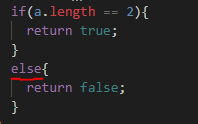 if(a.length == 2){
return true;
}
else{
return false;
}